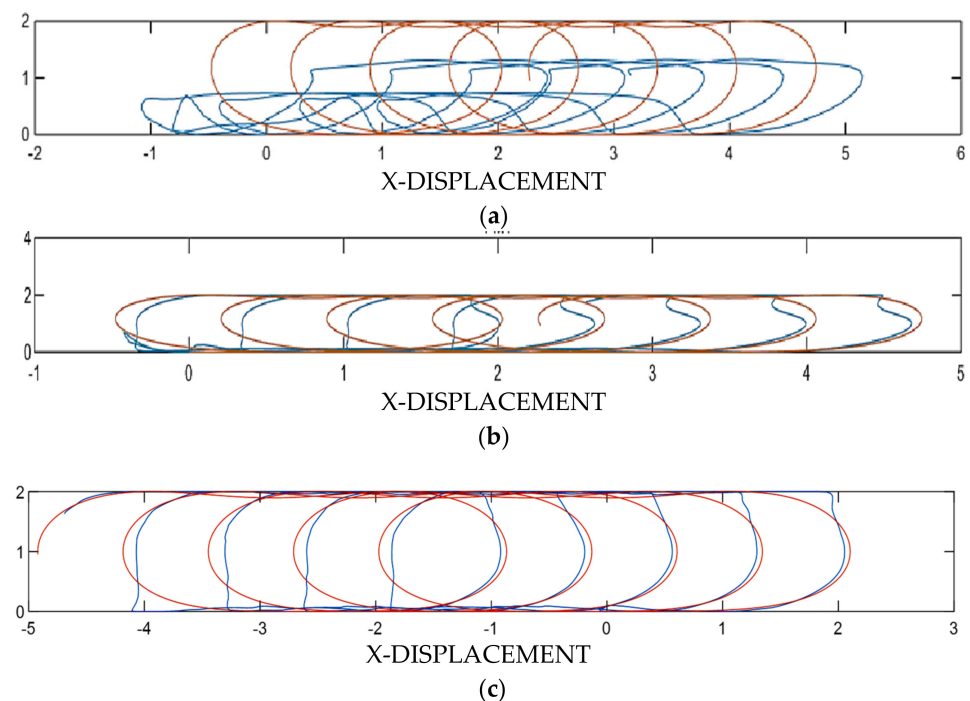 2
1
0
-2 -1 0 1 2 3 4 5 6
X-DISPLACEMENT
(a)
4
2
0
-1 0 1 2 3 4 5
X-DISPLACEMENT
(b)
2
1
0
-5 -4 -3 -2 -1 0 1 2 3
X-DISPLACEMENT
(c)